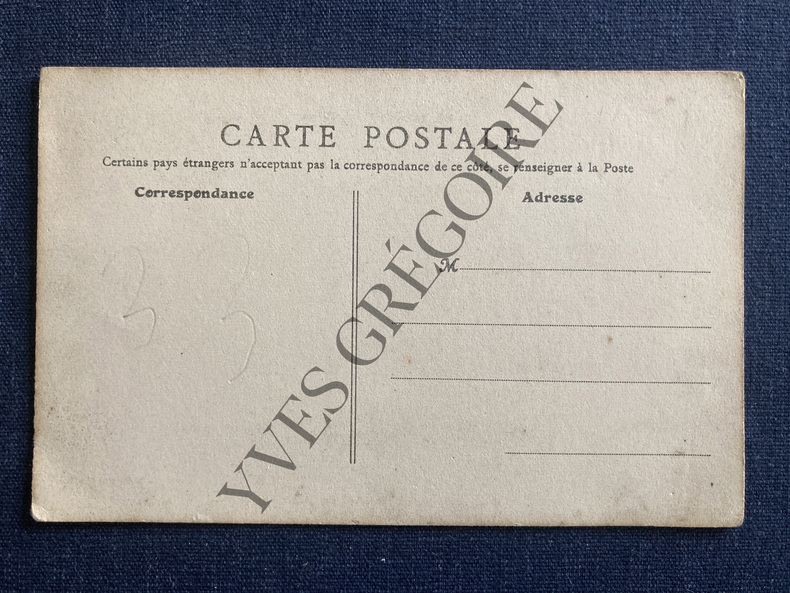 CARTE POSTALE
Certains pays étrangers n'acceptant pas la correspondance de ce côté, se renseigner à la Poste
Correspondance
Adresse
M
YVES GRÉGOIRE
33